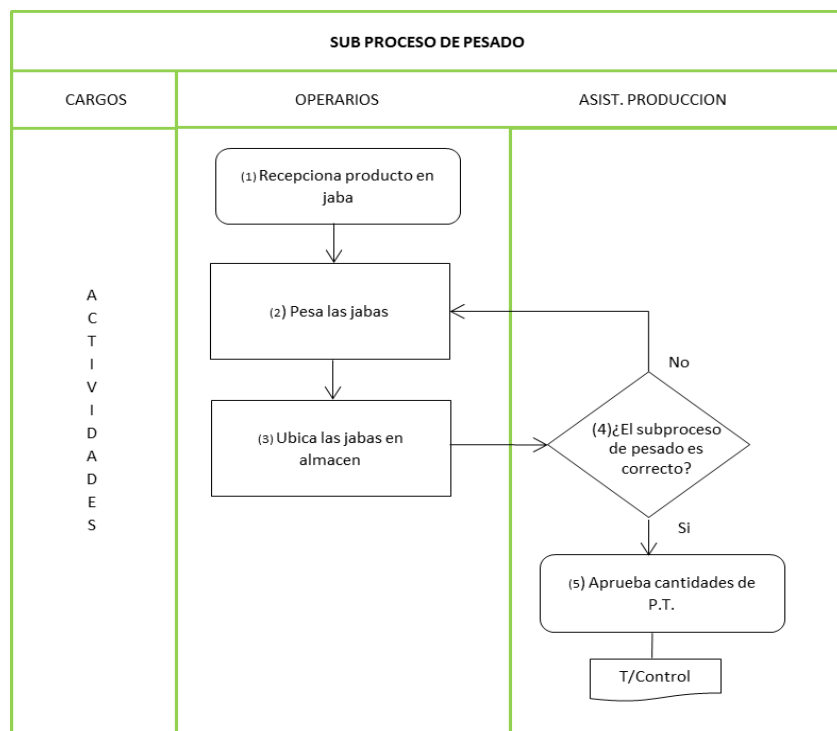 SUB PROCESO DE PESADO
CARGOS
OPERARIOS
ASIST. PRODUCCION
A
C
T
I
V
I
D
A
D
E
S
(1) Recepciona producto en
jaba
(2) Pesa las jabas
(3) Ubica las jabas en
almacen
No
(4)¿El subproceso
de pesado es
correcto?
Si
(5) Aprueba cantidades de
P.T.
T/Control